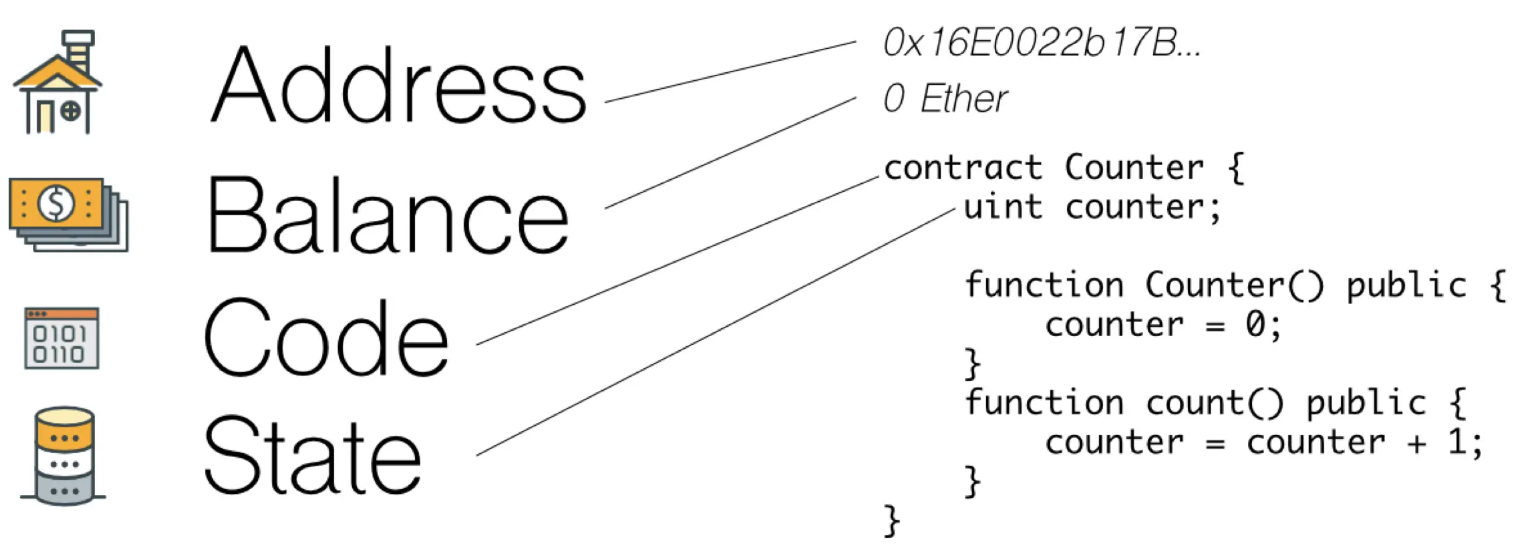 Address
Balance
Code
State
0x16E0022b17B...
0 Ether
contract Counter {
    uint counter;
    function Counter() public {
        counter = 0;
    }
    function count() public {
        counter = counter + 1;
    }
}
$
0101
0110